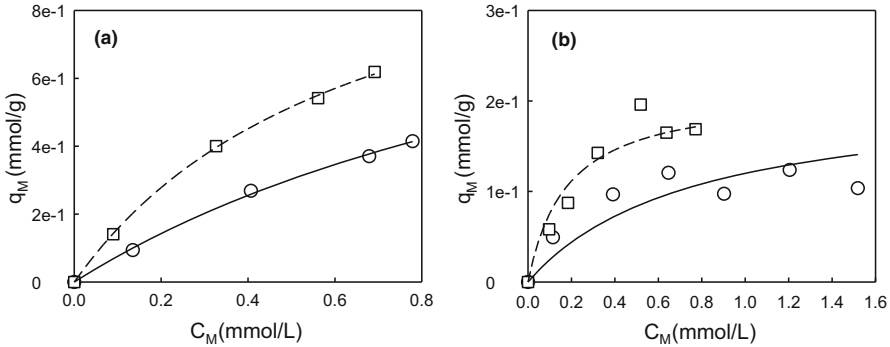 (a)
8e-1
6e-1
4e-1
2e-1
0
q_M (mmol/g)
0.0 0.2 0.4 0.6 0.8
C_M(mmol/L)
(b)
3e-1
2e-1
1e-1
0
q_M (mmol/g)
0.0 0.2 0.4 0.6 0.8 1.0 1.2 1.4 1.6
C_M(mmol/L)